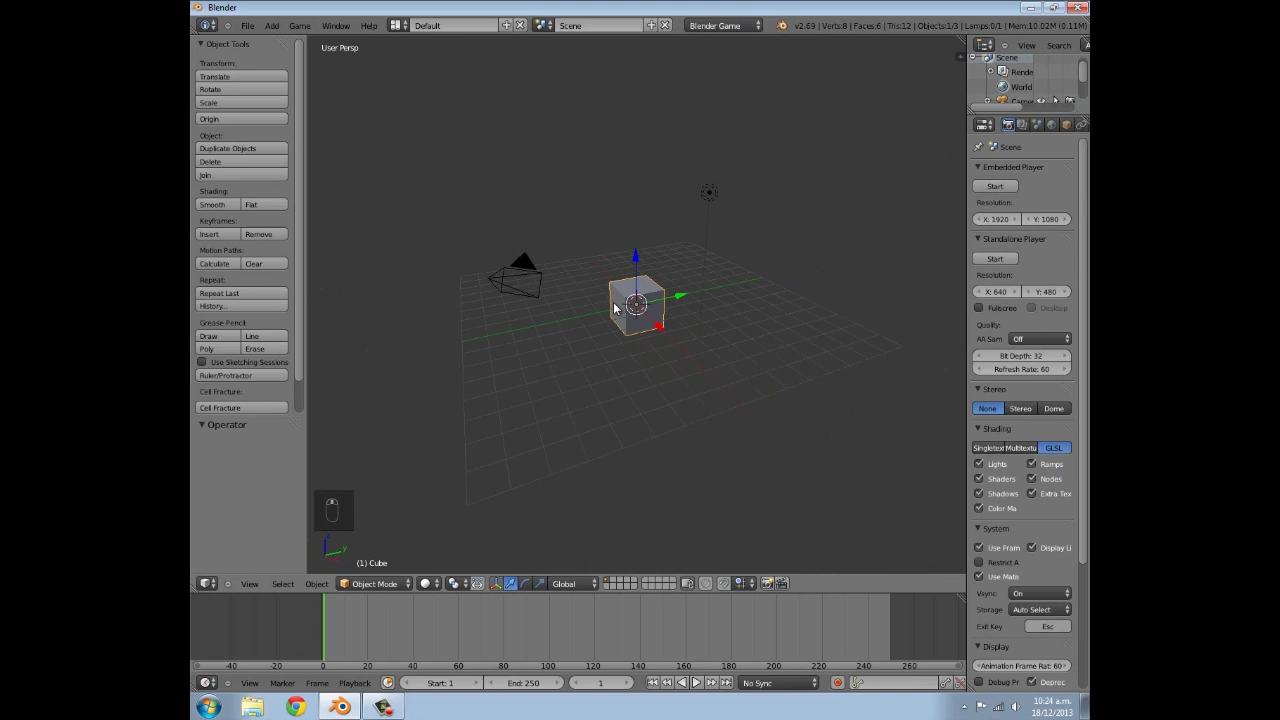 Blender
File Add Game Window Help Default Scene Blender Game v2.69 | Verts:8 | Faces:6 | Tris:12 | Objects:1/3 | Lamps:0/1 | Mem:10.02M (0.11M)
Object Tools
Transform:
Translate
Rotate
Scale
Origin
Object:
Duplicate Objects
Delete
Join
Shading:
Smooth Flat
Keyframes:
Insert Remove
Motion Paths:
Calculate Clear
Repeat:
Repeat Last
History...
Grease Pencil:
Draw Line
Poly Erase
Use Sketching Sessions
Ruler/Protractor
Cell Fracture:
Cell Fracture
Operator
User Persp
(1) Cube
View Select Object Object Mode Global
View Search
Scene
Rende
World
Scene
Embedded Player
Start
Resolution:
X: 1920 Y: 1080
Standalone Player
Start
Resolution:
X: 640 Y: 480
Fullscree Desktop
Quality:
AA Sam Off
Bit Depth: 32
Refresh Rate: 60
Stereo
None Stereo Dome
Shading
Singletext Multitextu GLSL
Lights Ramps
Shaders Nodes
Shadows Extra Tex
Color Ma
System
Use Fram Display Li
Restrict A
Use Mate
Vsync: On
Storage Auto Select
Exit Key Esc
Display
Animation Frame Rat: 60
Debug Pr Deprec
-40 -20 0 20 40 60 80 100 120 140 160 180 200 220 240 260
View Marker Frame Playback Start: 1 End: 250 1 No Sync
10:24 a.m.
18/12/2013